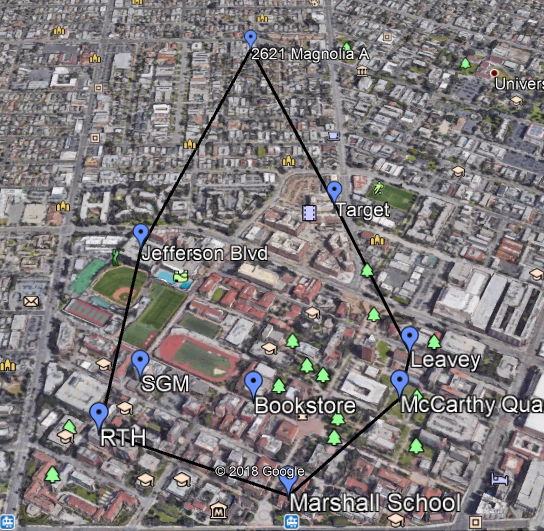 2621 Magnolia A
Univers
Target
Jefferson Blvd
Leavey
SGM
McCarthy Qua
Bookstore
RTH
© 2018 Google
Marshall School